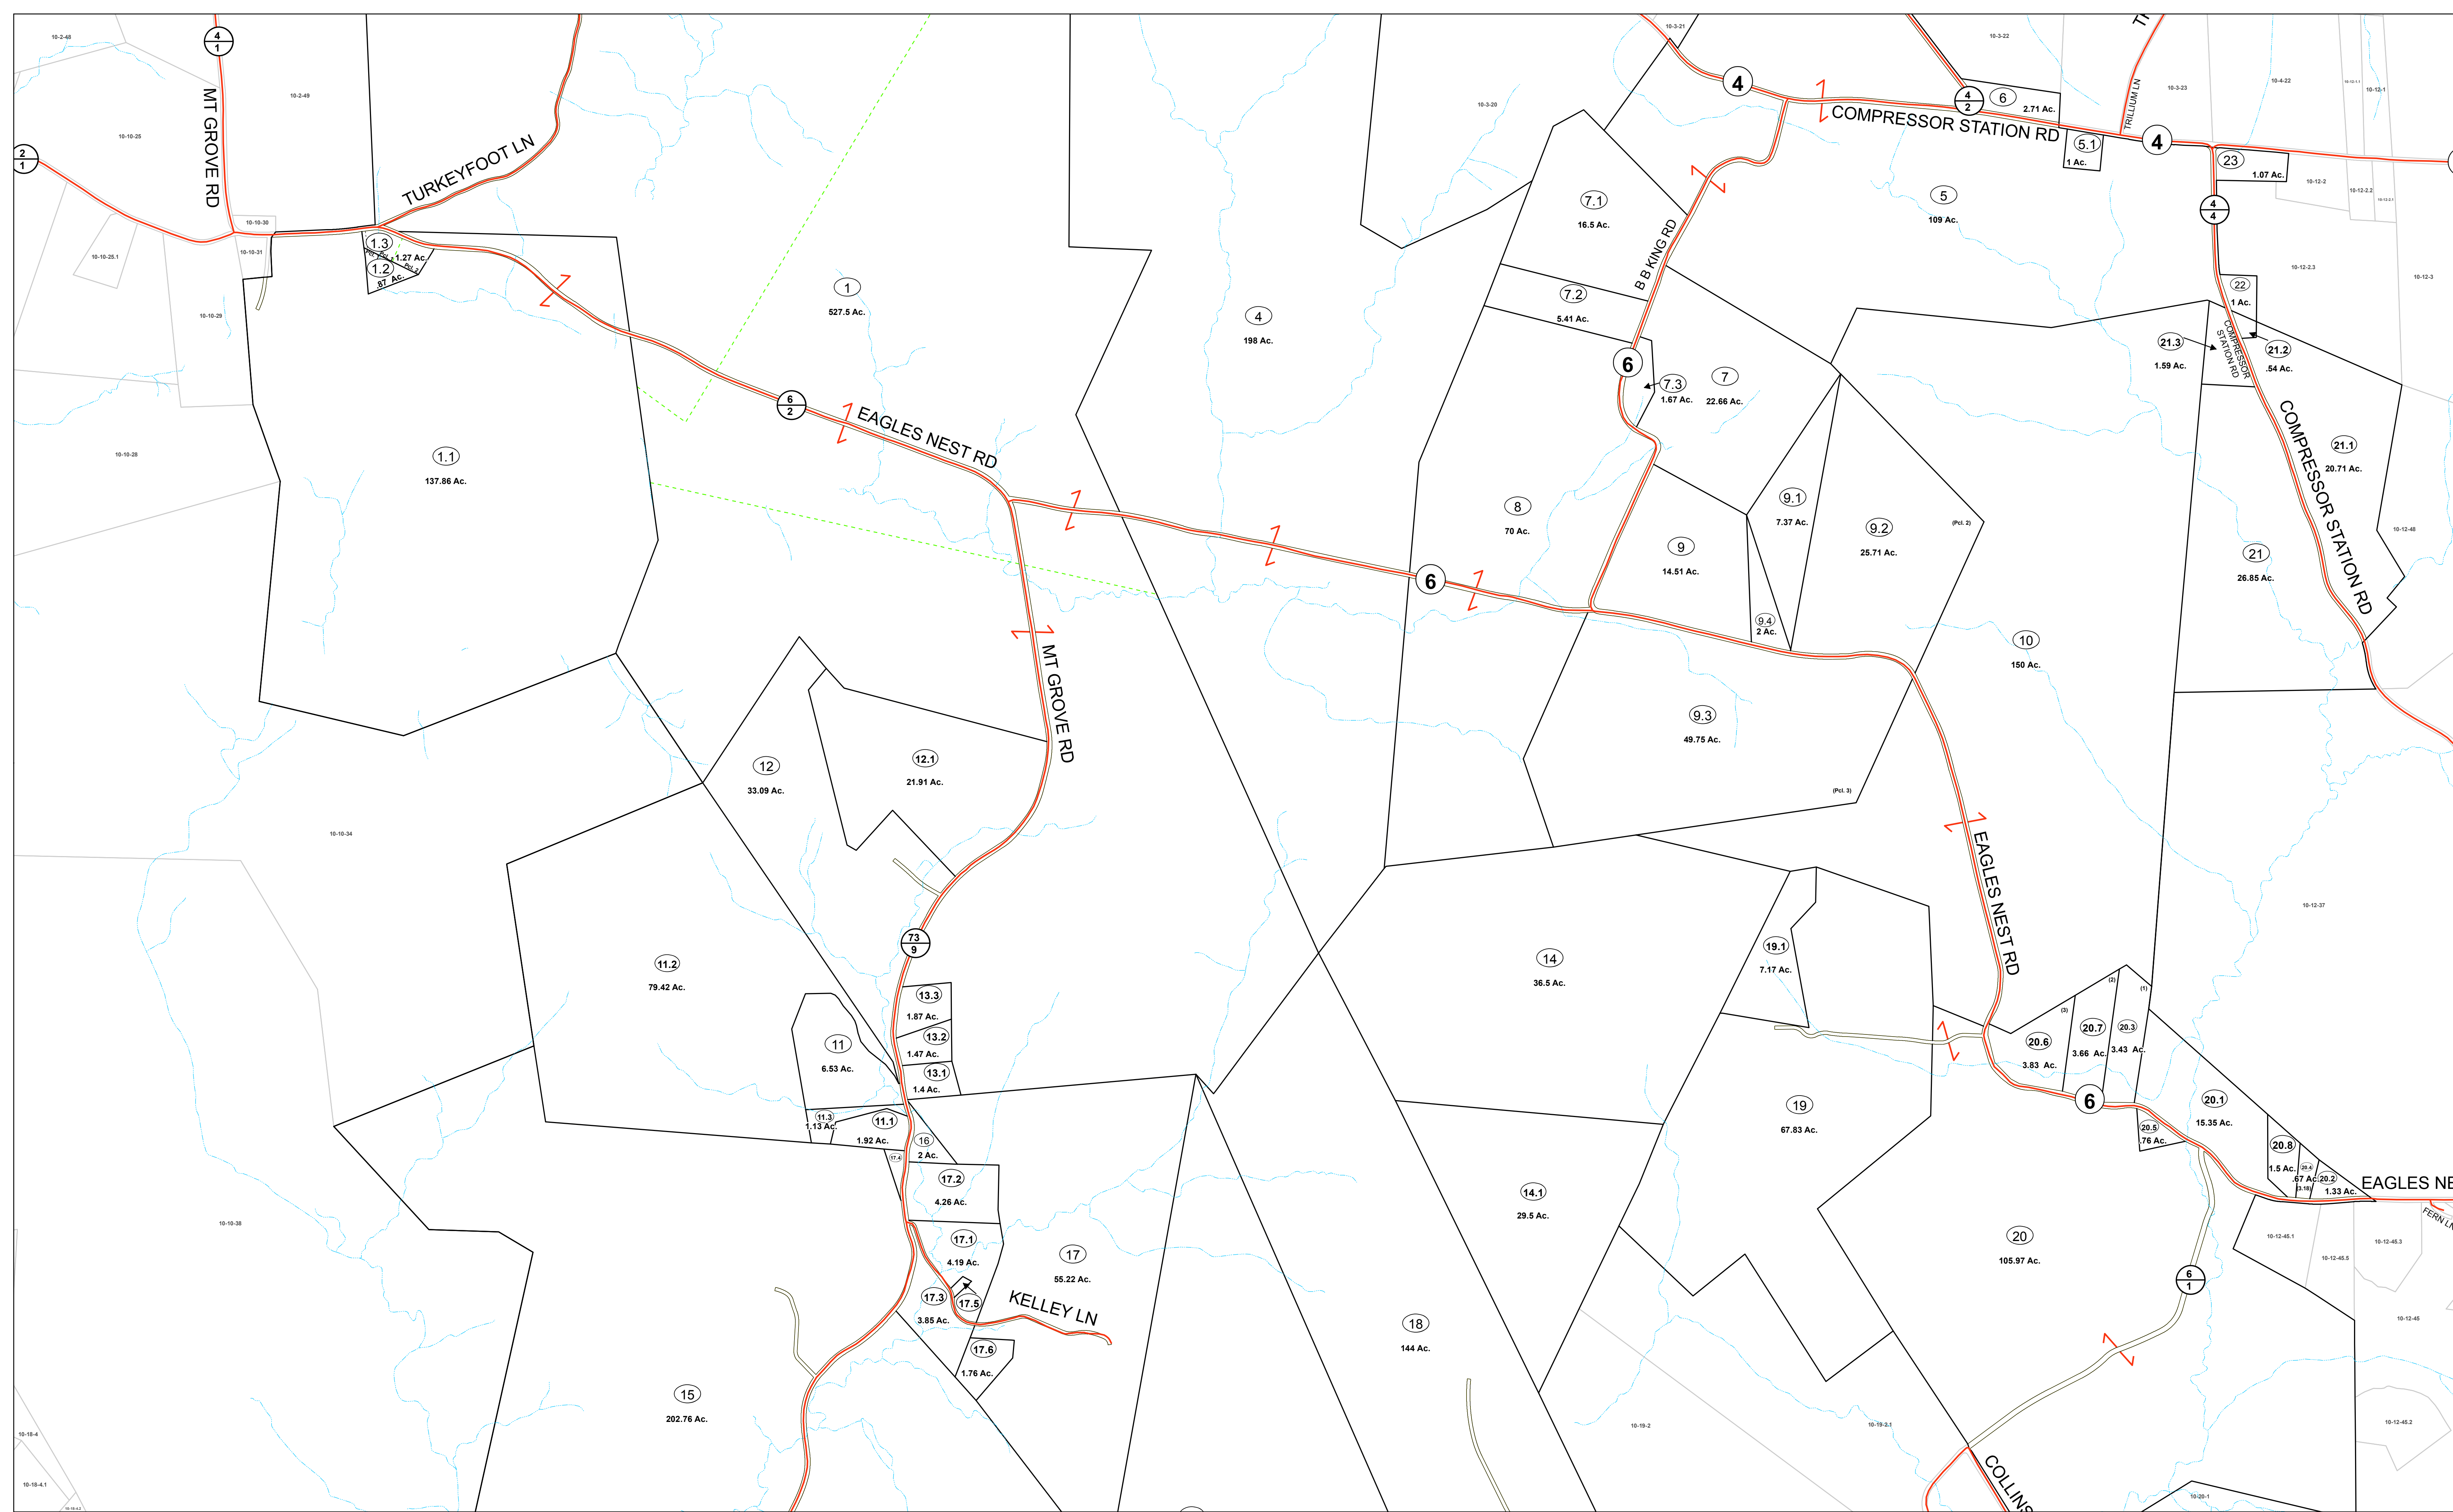 10-2-48
4
1
10-3-21
10-3-22
MT GROVE RD
10-2-49
10-10-25
2
1
TURKEYFOOT LN
10-10-30
10-10-31
10-10-25.1
10-10-29
10-10-28
1.3
1.27 Ac.
Pcl. 2
1.2
.87 Ac.
1
527.5 Ac.
4
198 Ac.
10-3-20
4
COMPRESSOR STATION RD
4
2
6
2.71 Ac.
TRILLIUM LN
10-3-23
10-4-22
10-12-1.1
10-12-1
5.1
1 Ac.
4
23
1.07 Ac.
10-12-2
10-12-2.2
10-12-2.1
4
4
5
109 Ac.
10-12-2.3
10-12-3
7.1
16.5 Ac.
B B KING RD
7.2
5.41 Ac.
22
1 Ac.
COMPRESSOR
STATION RD
21.3
1.59 Ac.
21.2
.54 Ac.
6
7.3
1.67 Ac.
7
22.66 Ac.
6
2
EAGLES NEST RD
1.1
137.86 Ac.
COMPRESSOR STATION RD
21.1
20.71 Ac.
8
70 Ac.
9.1
7.37 Ac.
9.2
25.71 Ac.
(Pcl. 2)
10-12-48
9
14.51 Ac.
21
26.85 Ac.
6
9.4
2 Ac.
10
150 Ac.
MT GROVE RD
9.3
49.75 Ac.
(Pcl. 3)
12
33.09 Ac.
12.1
21.91 Ac.
10-10-34
EAGLES NEST RD
10-12-37
73
9
11.2
79.42 Ac.
14
36.5 Ac.
19.1
7.17 Ac.
13.3
1.87 Ac.
13.2
1.47 Ac.
13.1
1.4 Ac.
11
6.53 Ac.
(2)
(1)
(3)
20.7
3.66 Ac.
20.3
3.43 Ac.
20.6
3.83 Ac.
6
20.1
15.35 Ac.
19
67.83 Ac.
11.3
1.13 Ac.
11.1
1.92 Ac.
16
2 Ac.
17.4
20.5
.76 Ac.
20.8
1.5 Ac.
20.4
.67 Ac.
(3.18)
20.2
1.33 Ac.
EAGLES NE
FERN LN
17.2
4.26 Ac.
14.1
29.5 Ac.
10-10-38
17.1
4.19 Ac.
17
55.22 Ac.
20
105.97 Ac.
10-12-45.1
10-12-45.5
10-12-45.3
6
1
17.3
3.85 Ac.
17.5
KELLEY LN
18
144 Ac.
17.6
1.76 Ac.
15
202.76 Ac.
10-19-2
10-19-2.1
10-12-45.2
10-18-4
10-18-4.1
COLLINS
10-20-1